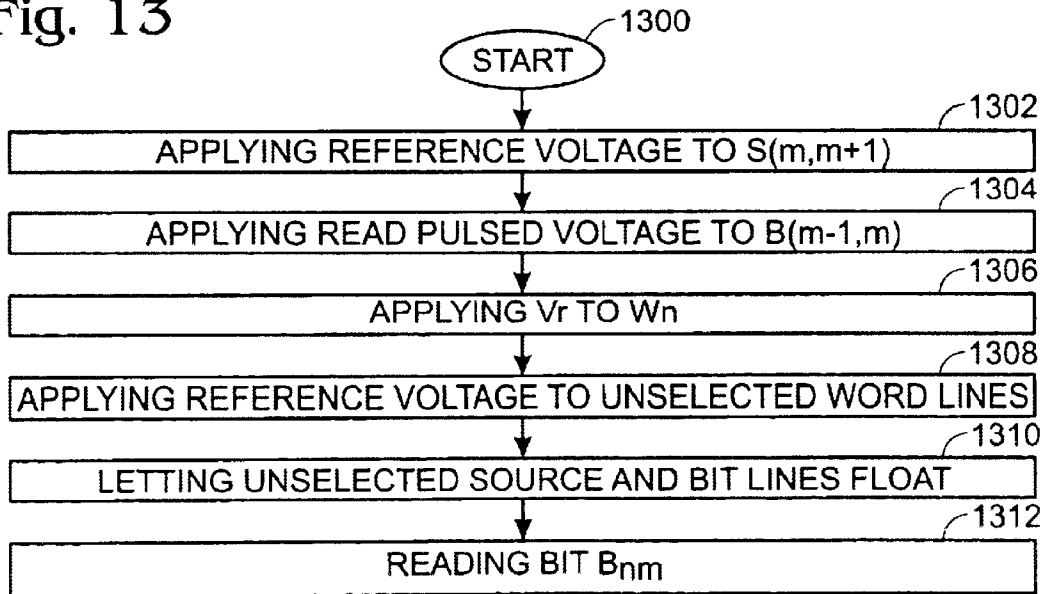 Fig. 13
1300
START
1302
APPLYING REFERENCE VOLTAGE TO S(m,m+1)
1304
APPLYING READ PULSED VOLTAGE TO B(m-1,m)
1306
APPLYING Vr TO Wn
1308
APPLYING REFERENCE VOLTAGE TO UNSELECTED WORD LINES
1310
LETTING UNSELECTED SOURCE AND BIT LINES FLOAT
1312
READING BIT Bnm